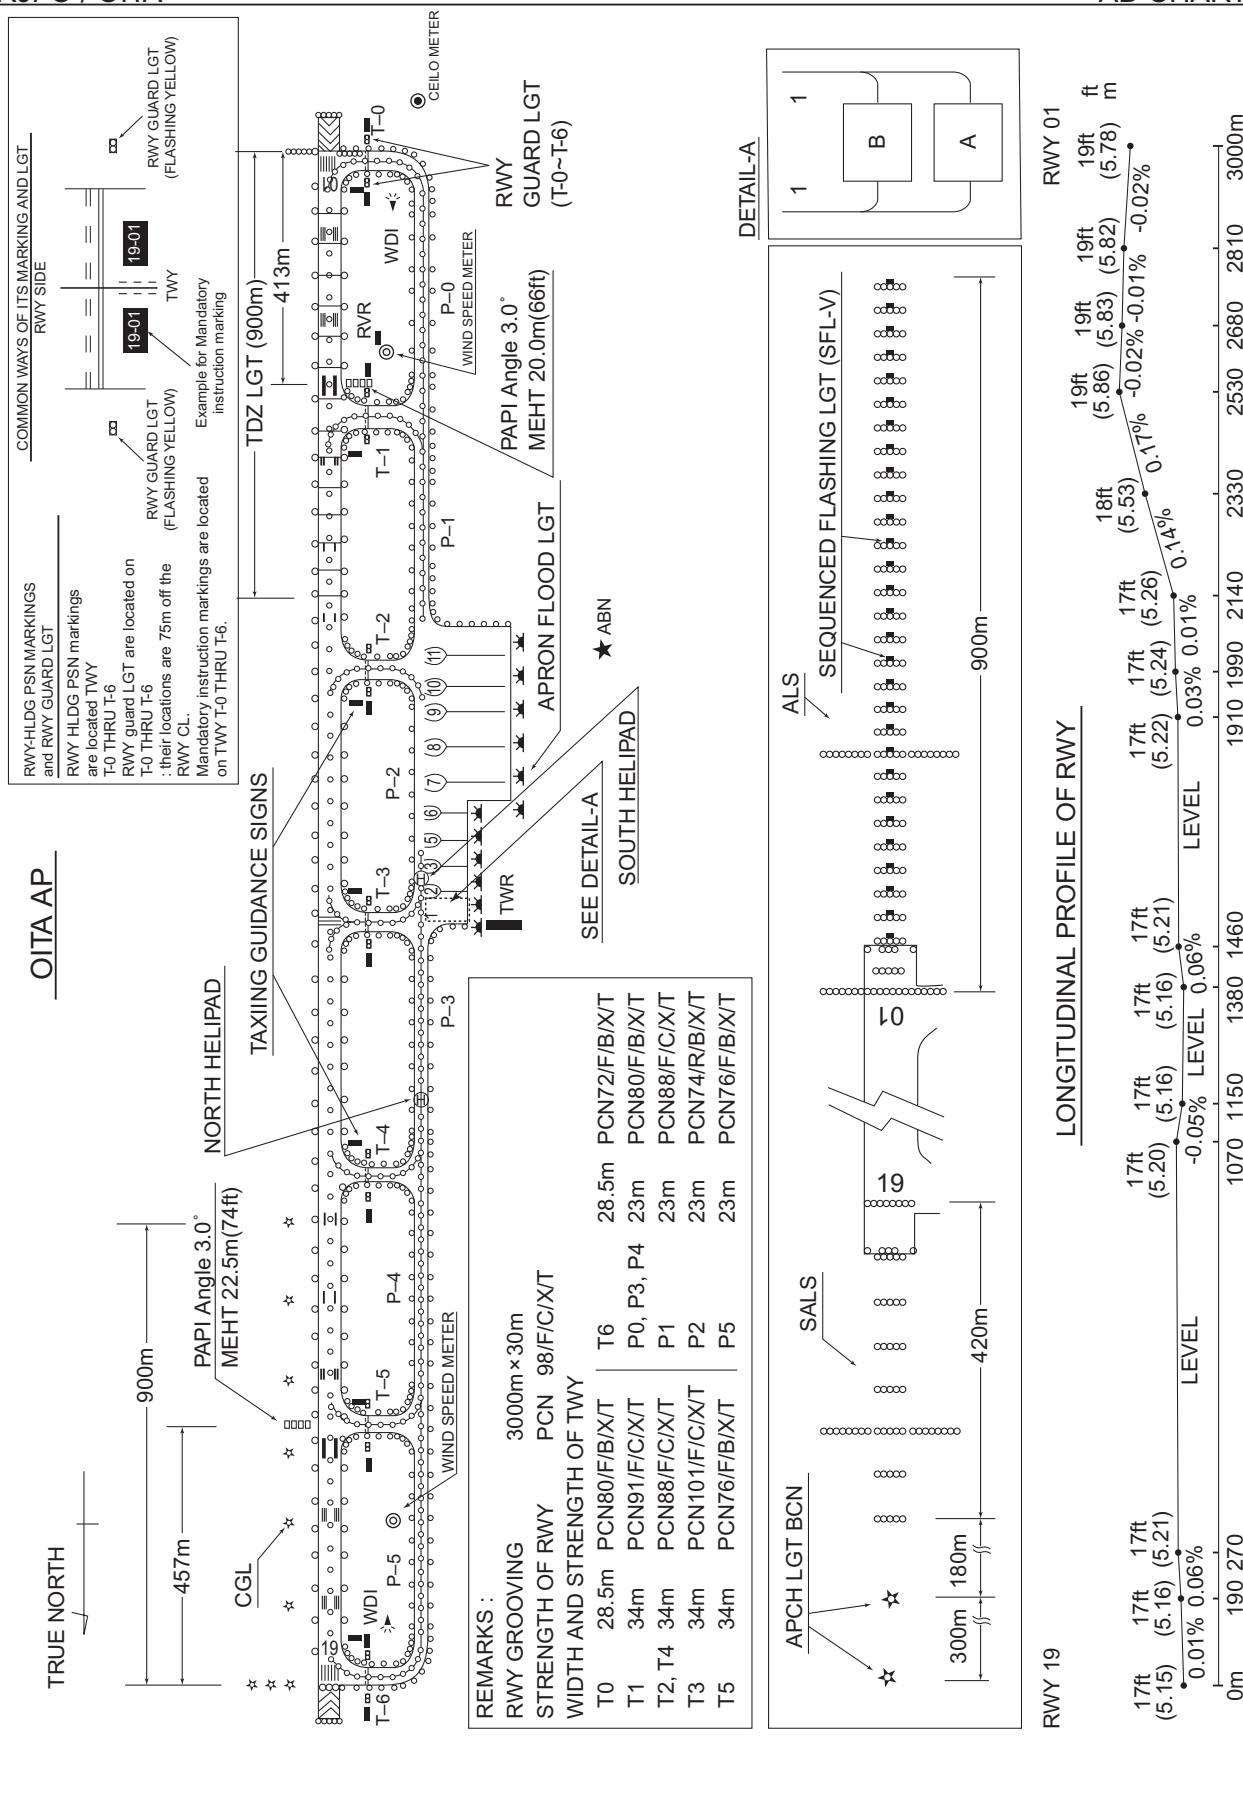 OITA AP
COMMON WAYS OF ITS MARKING AND LGT
RWY SIDE
RWY GUARD LGT
(FLASHING YELLOW)
19-01
19-01
TWY
RWY GUARD LGT
(FLASHING YELLOW)
Example for Mandatory
instruction marking
RWY-HLDG PSN MARKINGS
and RWY GUARD LGT
RWY HLDG PSN markings
are located TWY
T-0 THRU T-6
RWY guard LGT are located on
T-0 THRU T-6
: their locations are 75m off the
RWY CL.
Mandatory instruction markings are located
on TWY T-0 THRU T-6.
TRUE NORTH
900m
457m
CGL
PAPI Angle 3.0°
MEHT 22.5m(74ft)
NORTH HELIPAD
TAXING GUIDANCE SIGNS
TDZ LGT (900m)
413m
CEILO METER
19
01
T–6
T–5
T–4
T–3
T–2
T–1
T–0
WDI
RVR
WDI
P–5
P–4
P–3
P–2
P–1
P–0
WIND SPEED METER
WIND SPEED METER
RWY
GUARD LGT
(T-0~T-6)
PAPI Angle 3.0°
MEHT 20.0m(66ft)
1
2
3
5
6
7
8
9
10
11
H
H
TWR
SEE DETAIL-A
SOUTH HELIPAD
APRON FLOOD LGT
ABN
REMARKS :
RWY GROOVING 3000m×30m
STRENGTH OF RWY PCN 98/F/C/X/T
WIDTH AND STRENGTH OF TWY
T0 28.5m PCN80/F/B/X/T T6 28.5m PCN72/F/B/X/T
T1 34m PCN91/F/C/X/T P0, P3, P4 23m PCN80/F/B/X/T
T2, T4 34m PCN88/F/C/X/T P1 23m PCN88/F/C/X/T
T3 34m PCN101/F/C/X/T P2 23m PCN74/R/B/X/T
T5 34m PCN76/F/B/X/T P5 23m PCN76/F/B/X/T
DETAIL-A
1
1
B
A
APCH LGT BCN
SALS
ALS
SEQUENCED FLASHING LGT (SFL-V)
19
01
300m
180m
420m
900m
LONGITUDINAL PROFILE OF RWY
RWY 19
RWY 01
17ft 17ft 17ft 17ft 17ft 17ft 17ft 17ft 17ft 17ft 18ft 19ft 19ft 19ft 19ft ft
(5.15) (5.16) (5.21) (5.20) (5.16) (5.16) (5.21) (5.22) (5.24) (5.26) (5.53) (5.86) (5.83) (5.82) (5.78) m
0.01% 0.06% LEVEL -0.05% LEVEL 0.06% LEVEL 0.03% 0.01% 0.14% 0.17% -0.02% -0.01% -0.02%
0m 190 270 1070 1150 1380 1460 1910 1990 2140 2330 2530 2680 2810 3000m